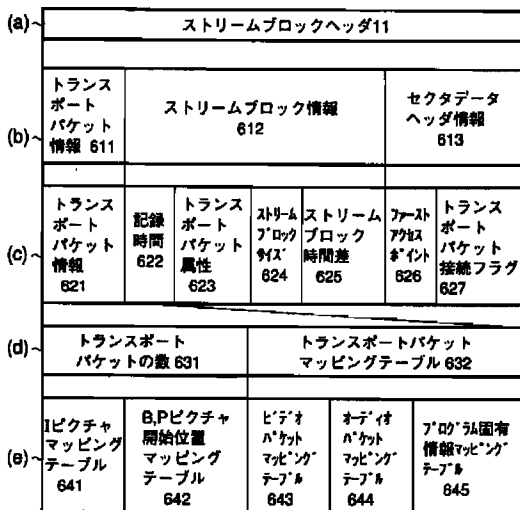 (a)~
ストリームブロックヘッダ11
(b)~
トランス
ポート
パケット
情報 611
ストリームブロック情報
612
セクタデータ
ヘッダ情報
613
(c)~
トランス
ポート
パケット
情報
621
記録
時間
622
トランス
ポート
パケット
属性
623
ストリーム
ブロック
サイズ
624
ストリーム
ブロック
時間差
625
ファースト
アクセス
ポイント
626
トランス
ポート
パケット
接続フラグ
627
(d)~
トランスポート
パケットの数 631
トランスポートパケット
マッピングテーブル 632
(e)~
Iピクチャ
マッピング
テーブル
641
B,Pピクチャ
開始位置
マッピング
テーブル
642
ビデオ
パケット
マッピング
テーブル
643
オーディオ
パケット
マッピング
テーブル
644
プログラム固有
情報マッピング
テーブル
645